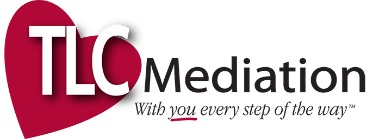 TLC Mediation
With you every step of the way™